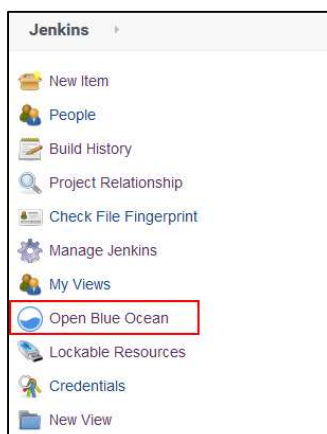 Jenkins
New Item
People
Build History
Project Relationship
Check File Fingerprint
Manage Jenkins
My Views
Open Blue Ocean
Lockable Resources
Credentials
New View